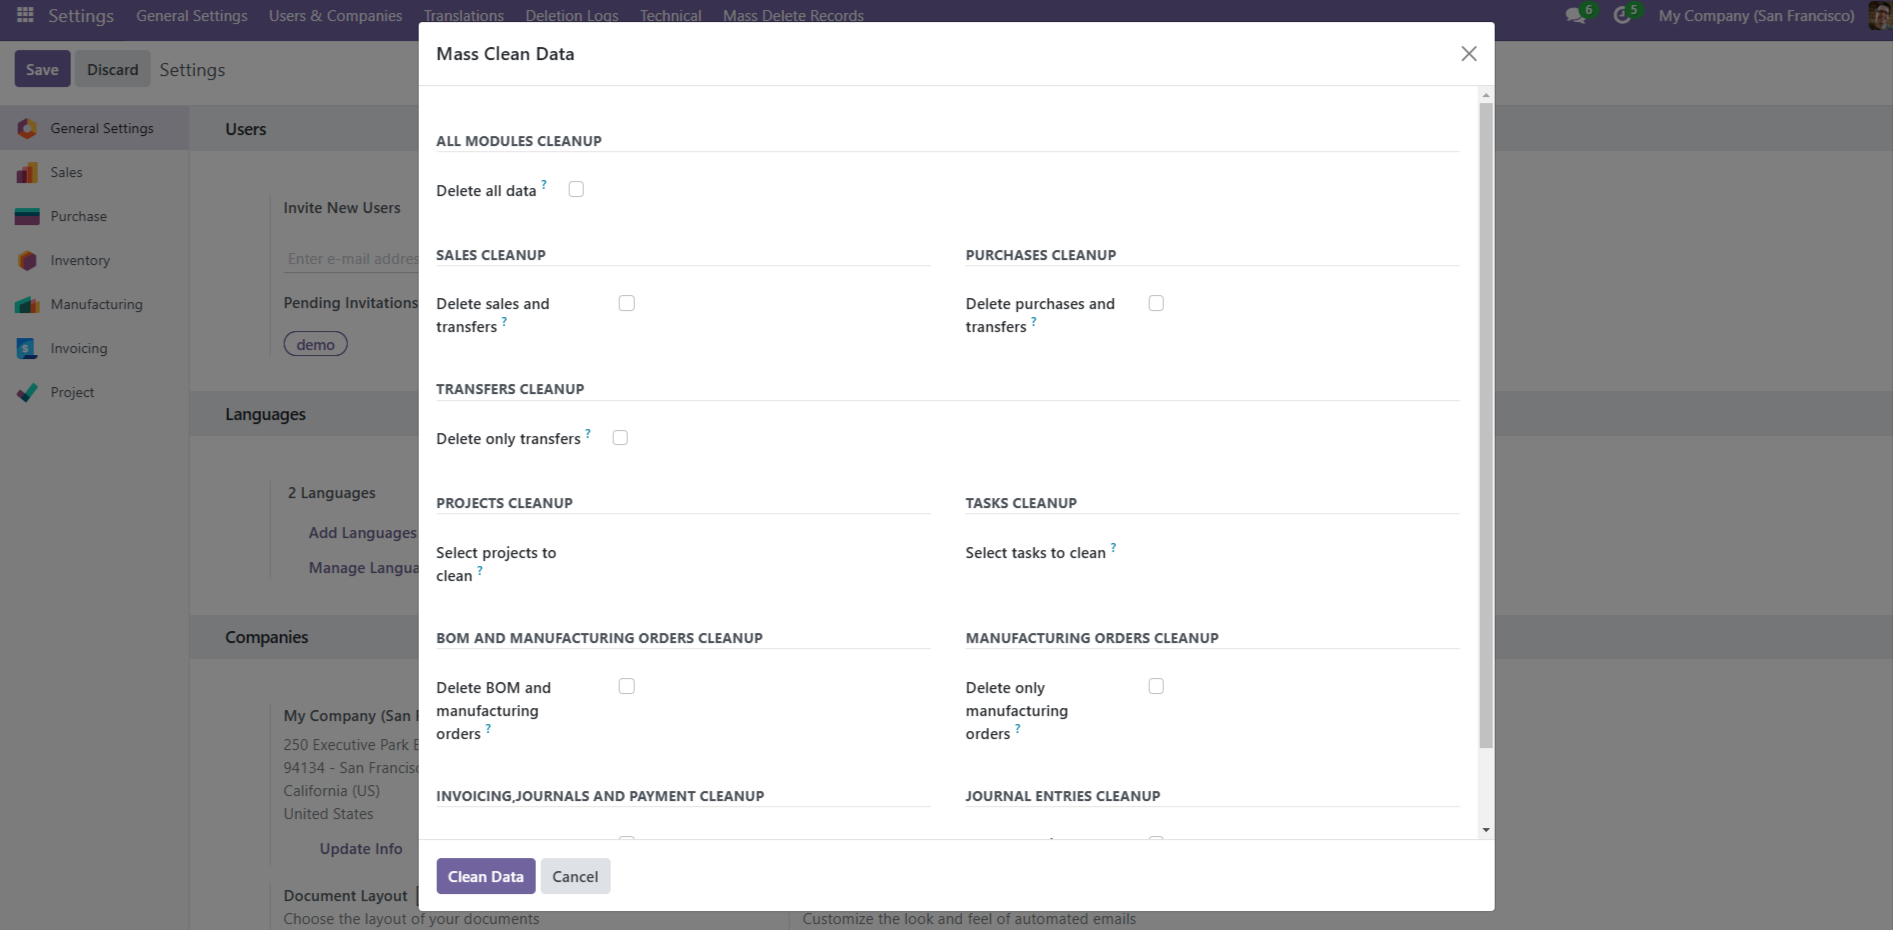 Settings General Settings Users & Companies Translations Deletion Logs Technical Mass Delete Records 6 5 My Company (San Francisco)
Save Discard Settings
General Settings
Sales
Purchase
Inventory
Manufacturing
Invoicing
Project
Users
Invite New Users
Enter e-mail addres
Pending Invitations
demo
Languages
2 Languages
Add Languages
Manage Langua
Companies
My Company (San F
250 Executive Park B
94134 - San Francisc
California (US)
United States
Update Info
Document Layout
Choose the layout of your documents
Customize the look and feel of automated emails
Mass Clean Data
ALL MODULES CLEANUP
Delete all data ?
SALES CLEANUP
Delete sales and
transfers ?
PURCHASES CLEANUP
Delete purchases and
transfers ?
TRANSFERS CLEANUP
Delete only transfers ?
PROJECTS CLEANUP
Select projects to
clean ?
TASKS CLEANUP
Select tasks to clean ?
BOM AND MANUFACTURING ORDERS CLEANUP
Delete BOM and
manufacturing
orders ?
MANUFACTURING ORDERS CLEANUP
Delete only
manufacturing
orders ?
INVOICING,JOURNALS AND PAYMENT CLEANUP
JOURNAL ENTRIES CLEANUP
Clean Data Cancel